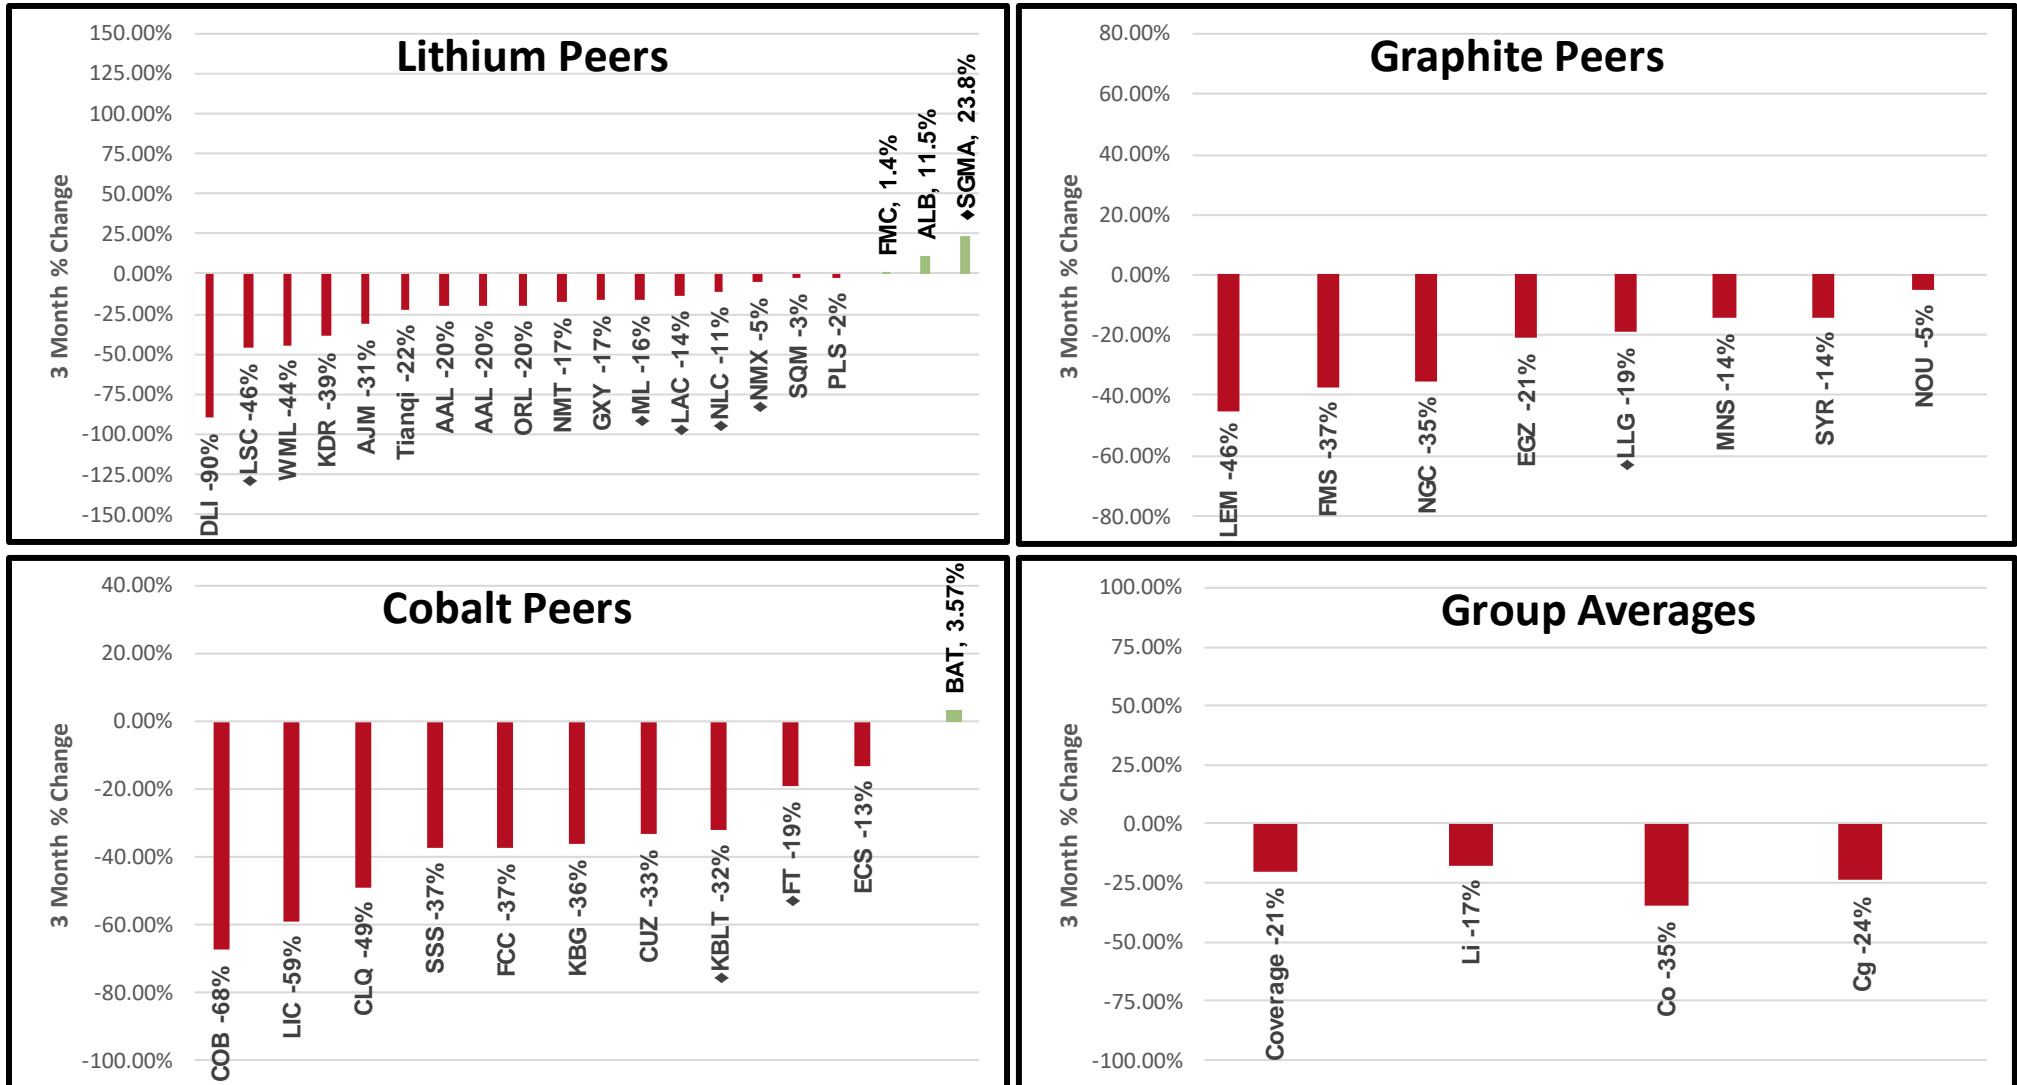 Lithium Peers
3 Month % Change
150.00%
125.00%
100.00%
75.00%
50.00%
25.00%
0.00%
-25.00%
-50.00%
-75.00%
-100.00%
-125.00%
-150.00%
DLI -90%
♦LSC -46%
WML -44%
KDR -39%
AJM -31%
Tianqi -22%
AAL -20%
AAL -20%
ORL -20%
NMT -17%
GXY -17%
♦ML -16%
♦LAC -14%
♦NLC -11%
♦NMX -5%
SQM -3%
PLS -2%
FMC, 1.4%
ALB, 11.5%
♦SGMA, 23.8%
Graphite Peers
3 Month % Change
80.00%
60.00%
40.00%
20.00%
0.00%
-20.00%
-40.00%
-60.00%
-80.00%
LEM -46%
FMS -37%
NGC -35%
EGZ -21%
♦LLG -19%
MNS -14%
SYR -14%
NOU -5%
Cobalt Peers
3 Month % Change
40.00%
20.00%
0.00%
-20.00%
-40.00%
-60.00%
-80.00%
-100.00%
COB -68%
LIC -59%
CLQ -49%
SSS -37%
FCC -37%
KBG -36%
CUZ -33%
♦KBLT -32%
♦FT -19%
ECS -13%
BAT, 3.57%
Group Averages
3 Month % Change
100.00%
75.00%
50.00%
25.00%
0.00%
-25.00%
-50.00%
-75.00%
-100.00%
Coverage -21%
Li -17%
Co -35%
Cg -24%